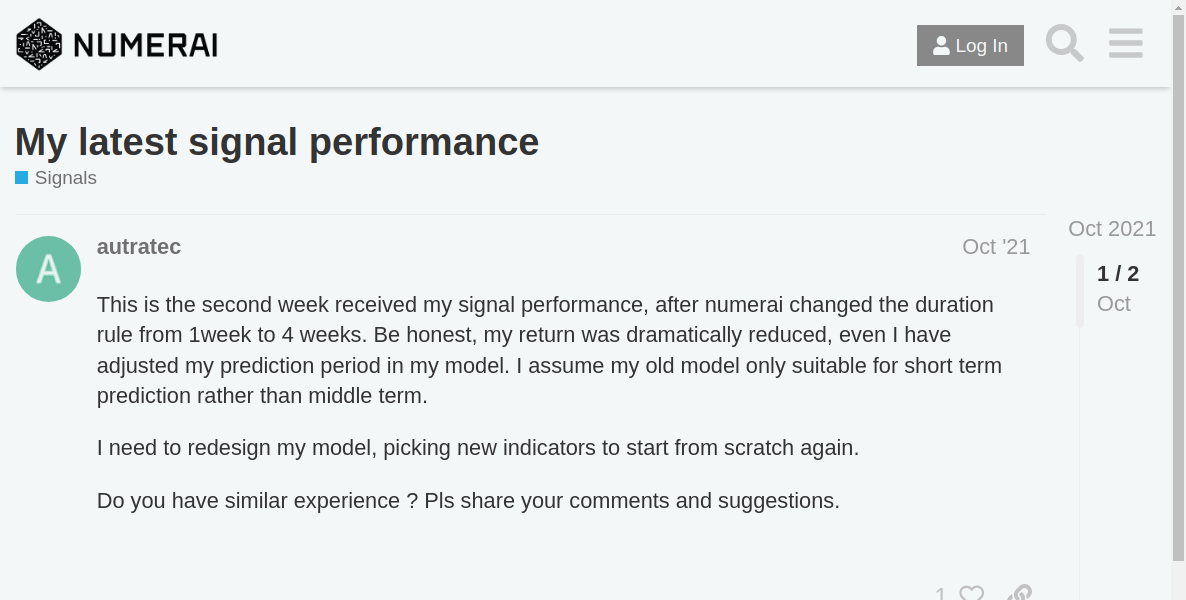 NUMERAI
Log In
My latest signal performance
Signals
Oct 2021
A
autratec
Oct '21
1 / 2
Oct
This is the second week received my signal performance, after numerai changed the duration
rule from 1week to 4 weeks. Be honest, my return was dramatically reduced, even I have
adjusted my prediction period in my model. I assume my old model only suitable for short term
prediction rather than middle term.
I need to redesign my model, picking new indicators to start from scratch again.
Do you have similar experience ? Pls share your comments and suggestions.
1